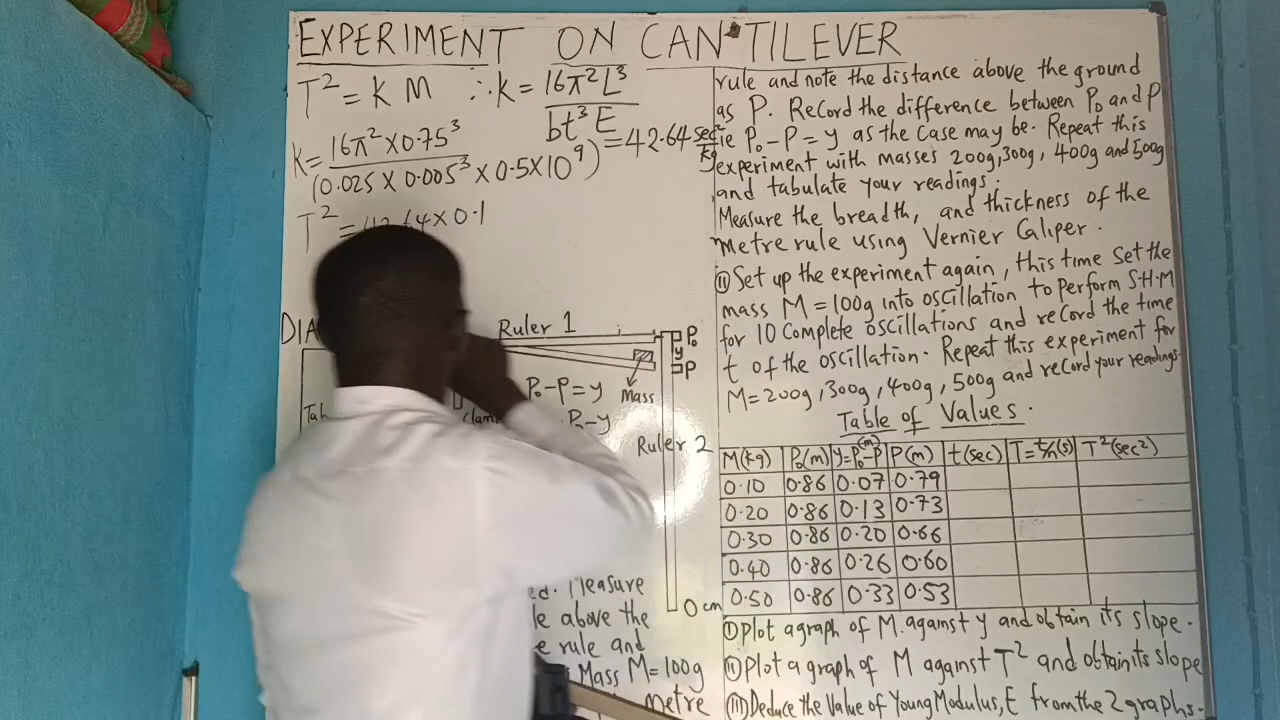 EXPERIMENT ON CANTILEVER
T² = K M ∴ k = 16π²L³ / bt³E
k = 16π² × 0.75³ / (0.025 × 0.005³ × 0.5 × 10⁹) = 42.64 sec²/kg
T² = 42.64 × 0.1
DIA
Ruler 1
P₀
y
P
P₀-P = y
Mass
P₀-y
Clam
Ruler 2
0 cm
ed. Measure
le above the
e rule and
Mass M = 100g
metre
rule and note the distance above the ground
as P. Record the difference between P₀ and P
ie P₀-P = y as the case may be. Repeat this
experiment with masses 200g, 300g, 400g and 500g
and tabulate your readings.
Measure the breadth, and thickness of the
metre rule using Vernier Caliper.
(ii) Set up the experiment again, this time set the
mass M = 100g into oscillation to perform S.H.M
for 10 complete oscillations and record the time
t of the oscillation. Repeat this experiment for
M = 200g, 300g, 400g, 500g and record your readings.
Table of Values.
M(kg) P₀(m) y=P₀-P(m) P(m) t(sec) T=t/n(s) T²(sec²)
0.10 0.86 0.07 0.79
0.20 0.86 0.13 0.73
0.30 0.86 0.20 0.66
0.40 0.86 0.26 0.60
0.50 0.86 0.33 0.53
(i) Plot a graph of M against y and obtain its slope.
(ii) Plot a graph of M against T² and obtain its slope
(iii) Deduce the Value of Young Modulus, E from the 2 graphs.